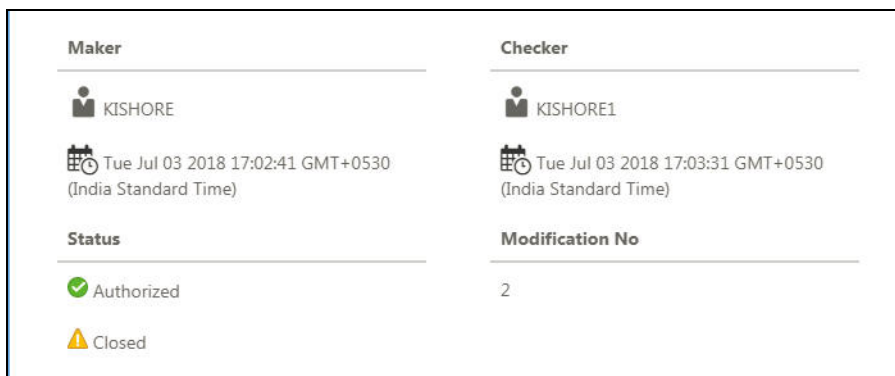 Maker
KISHORE
Tue Jul 03 2018 17:02:41 GMT+0530
(India Standard Time)
Checker
KISHORE1
Tue Jul 03 2018 17:03:31 GMT+0530
(India Standard Time)
Status
Authorized
Closed
Modification No
2